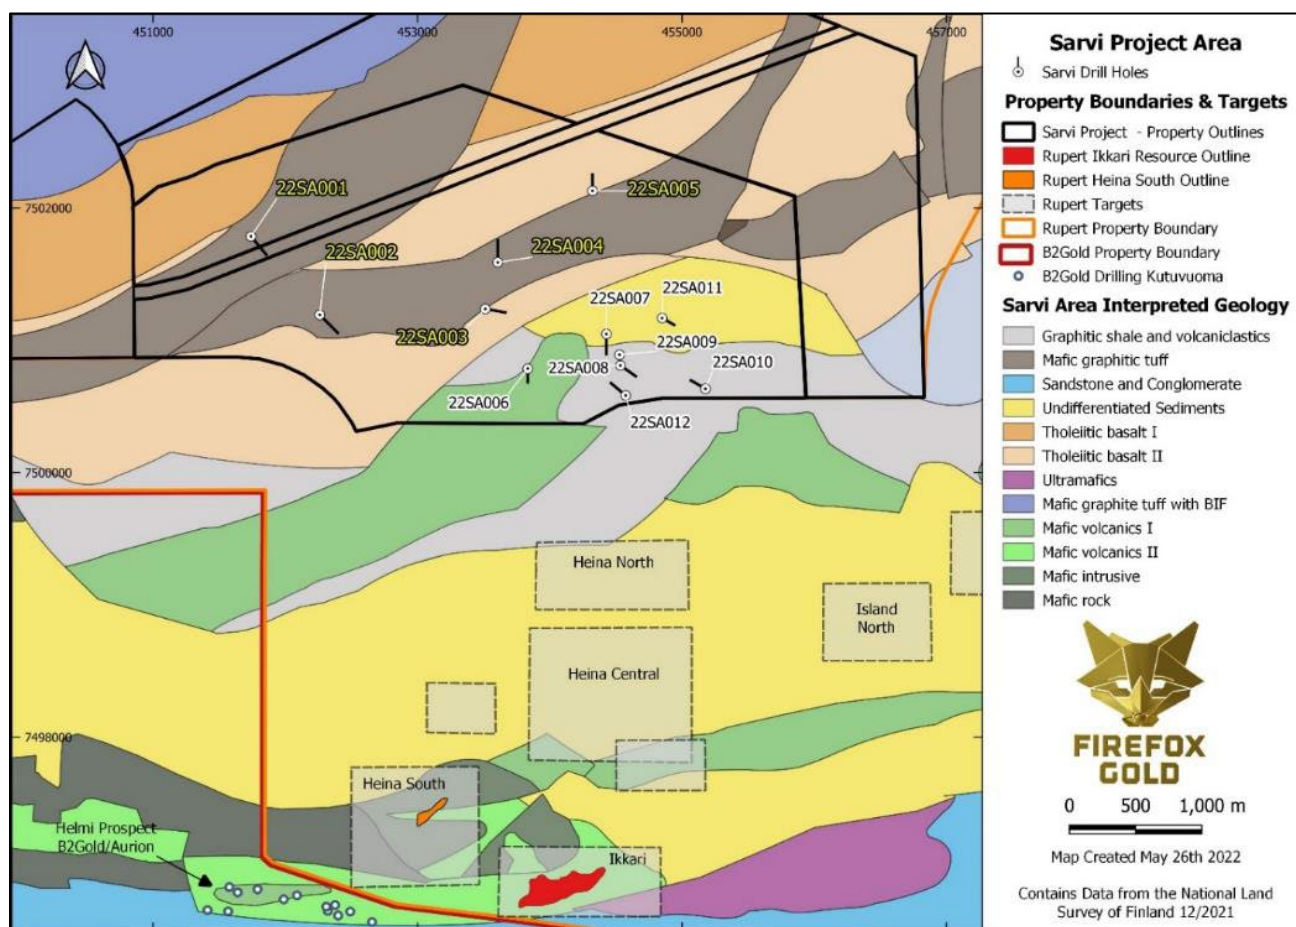 451000
453000
455000
457000
7502000
7500000
7498000
22SA001
22SA002
22SA003
22SA004
22SA005
22SA007
22SA011
22SA009
22SA008
22SA010
22SA006
22SA012
Heina North
Island
North
Heina Central
Heina South
Helmi Prospect
B2Gold/Aurion
Ikkari
Sarvi Project Area
Sarvi Drill Holes
Property Boundaries & Targets
Sarvi Project - Property Outlines
Rupert Ikkari Resource Outline
Rupert Heina South Outline
Rupert Targets
Rupert Property Boundary
B2Gold Property Boundary
B2Gold Drilling Kutuvuoma
Sarvi Area Interpreted Geology
Graphitic shale and volcaniclastics
Mafic graphitic tuff
Sandstone and Conglomerate
Undifferentiated Sediments
Tholeiitic basalt I
Tholeiitic basalt II
Ultramafics
Mafic graphite tuff with BIF
Mafic volcanics I
Mafic volcanics II
Mafic intrusive
Mafic rock
FIREFOX
GOLD
0 500 1,000 m
Map Created May 26th 2022
Contains Data from the National Land
Survey of Finland 12/2021